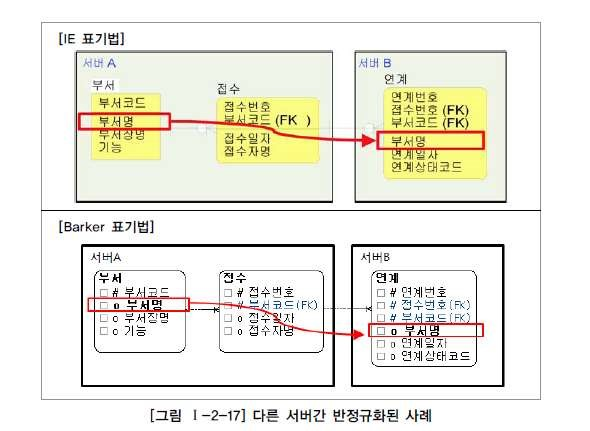 [IE 표기법]
서버 A
부서
부서코드
부서명
부서장명
기능
접수
접수번호
부서코드 (FK )
접수일자
접수자명
서버 B
연계
연계번호
접수번호 (FK)
부서코드 (FK)
부서명
연계일자
연계상태코드
[Barker 표기법]
서버A
부서
□ # 부서코드
□ o 부서명
□ o 부서장명
□ o 기능
접수
□ # 접수번호
□ # 부서코드(FK)
□ o 접수일자
□ o 접수자명
서버B
연계
□ # 연계번호
□ # 접수번호(FK)
□ # 부서코드(FK)
□ o 부서명
□ o 연계일자
□ o 연계상태코드
[그림 Ⅰ-2-17] 다른 서버간 반정규화된 사례